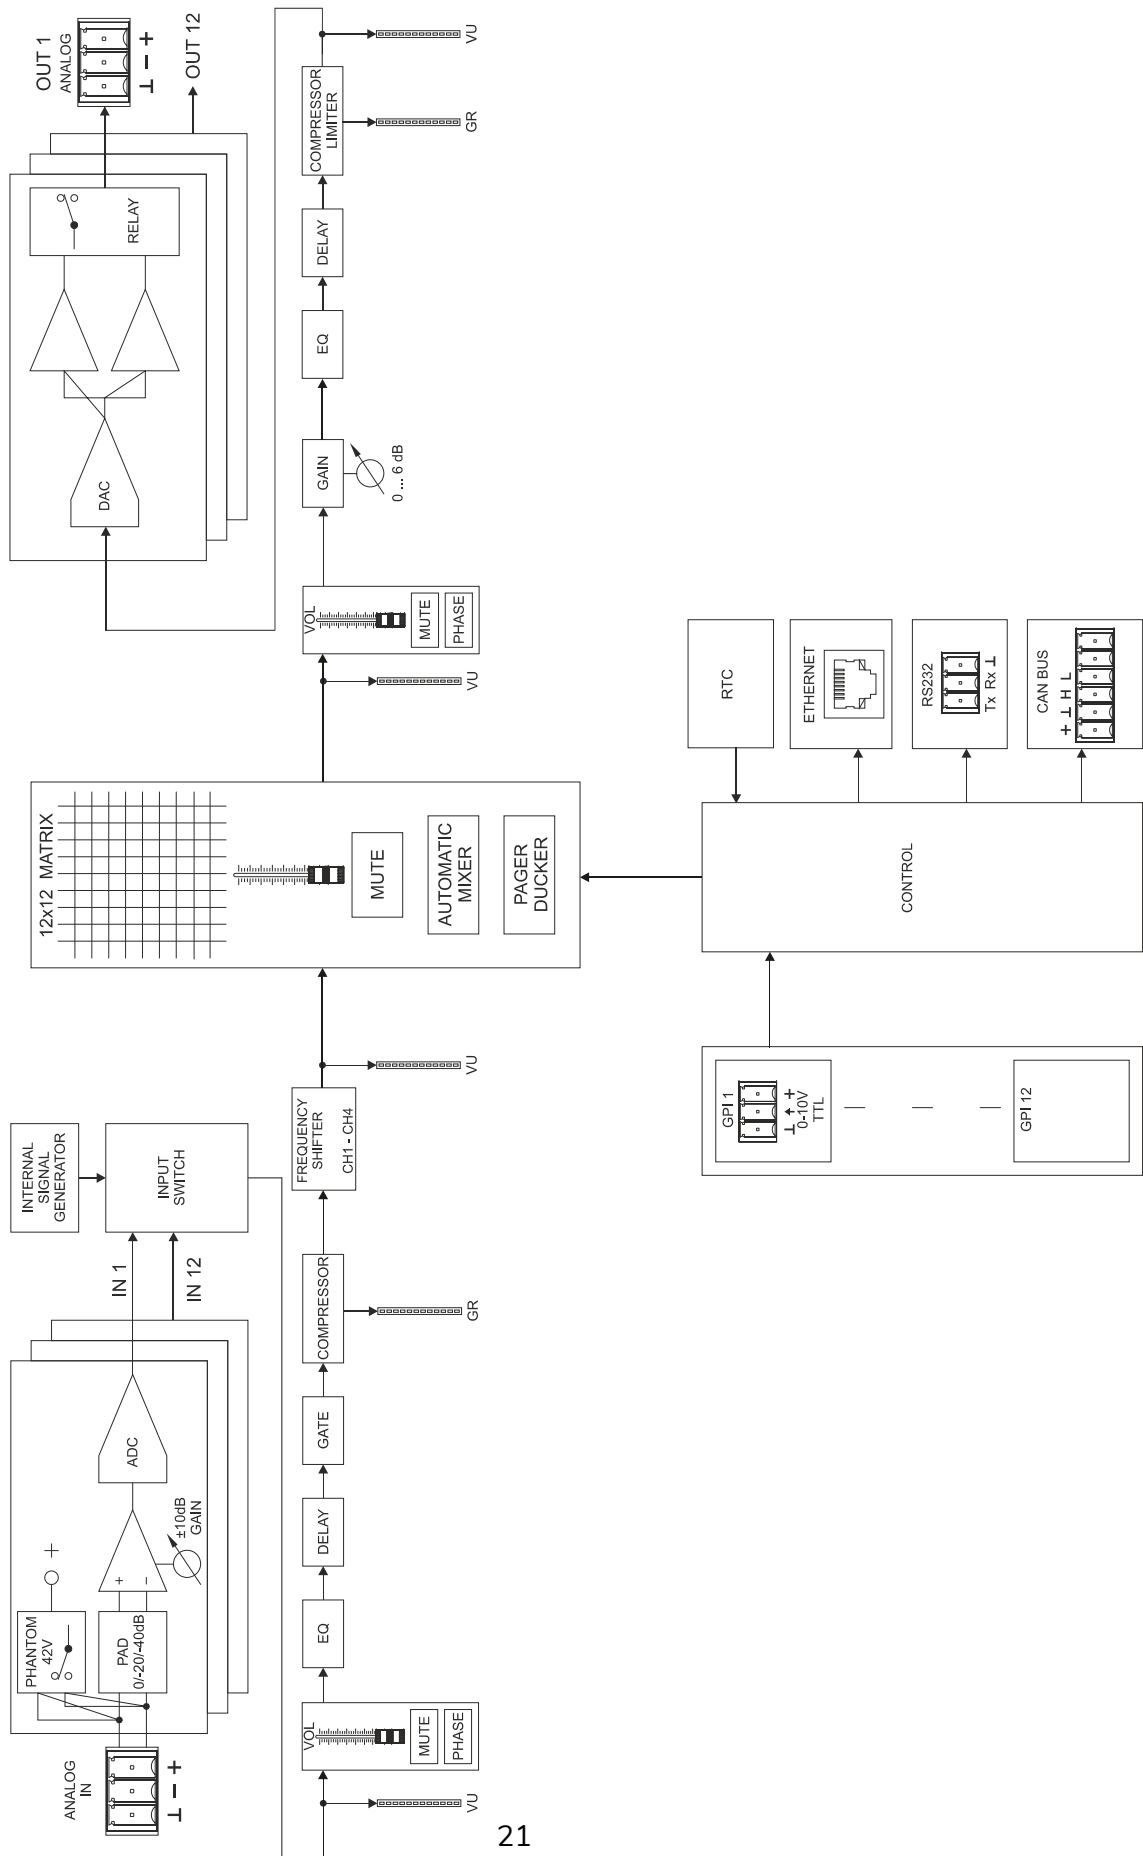 ANALOG
IN
⊥ − +
PHANTOM
42V
+
PAD
0/-20/-40dB
+
−
±10dB
GAIN
ADC
IN 1
IN 12
INTERNAL
SIGNAL
GENERATOR
INPUT
SWITCH
VU
VOL
MUTE
PHASE
EQ
DELAY
GATE
COMPRESSOR
GR
FREQUENCY
SHIFTER
CH1 - CH4
VU
12x12 MATRIX
MUTE
AUTOMATIC
MIXER
PAGER
DUCKER
VU
VOL
MUTE
PHASE
GAIN
0 ... 6 dB
EQ
DELAY
COMPRESSOR
LIMITER
GR
VU
DAC
RELAY
OUT 1
ANALOG
⊥ − +
OUT 12
GPI 1
⊥ +
0-10V
TTL
GPI 12
CONTROL
RTC
ETHERNET
RS232
Tx Rx ⊥
CAN BUS
+ ⊥ H L
21